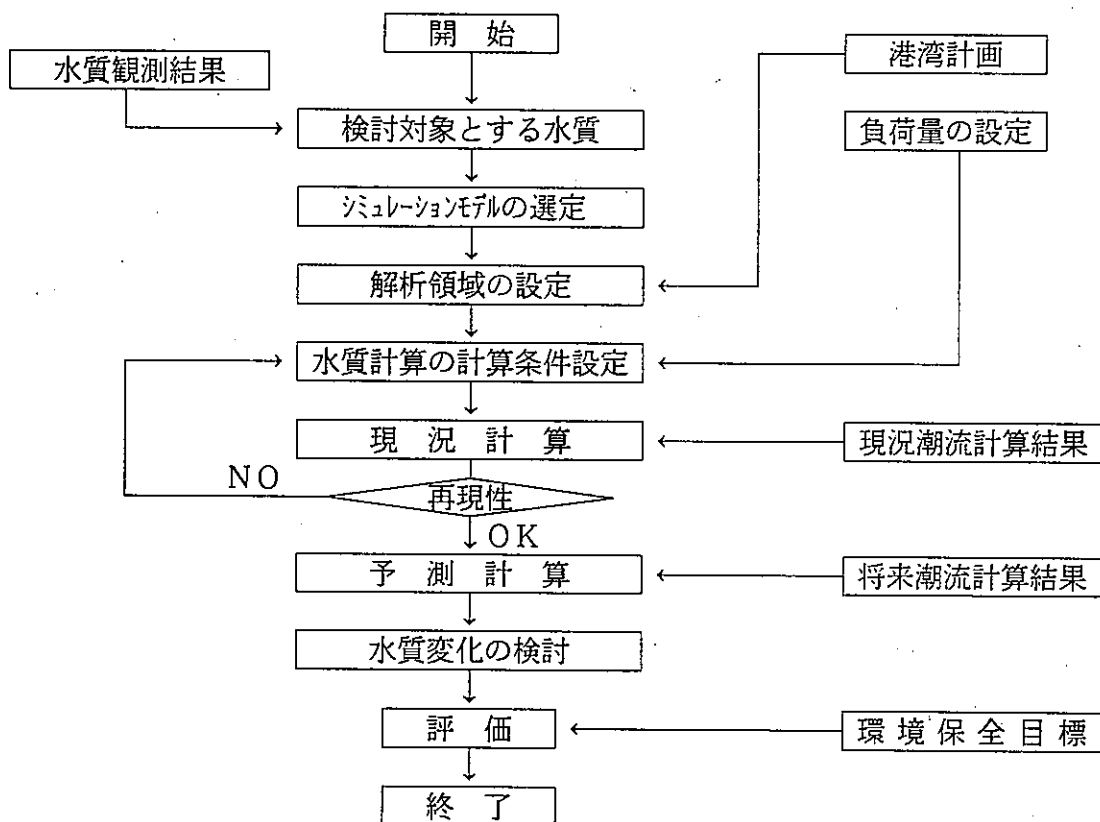 開 始
水質観測結果
港湾計画
検討対象とする水質
負荷量の設定
シミュレーションモデルの選定
解析領域の設定
水質計算の計算条件設定
現 況 計 算
現況潮流計算結果
NO
再現性
OK
予 測 計 算
将来潮流計算結果
水質変化の検討
評 価
環 境 保 全 目 標
終 了